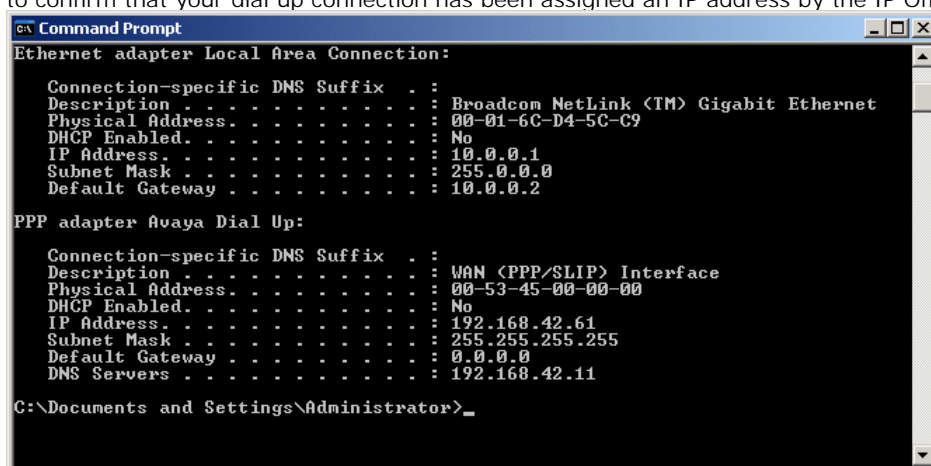 to confirm that your dial up connection has been assigned an IP address by the IP Off
Command Prompt
Ethernet adapter Local Area Connection:
Connection-specific DNS Suffix . :
Description . . . . . . . . . . . : Broadcom NetLink (TM) Gigabit Ethernet
Physical Address. . . . . . . . . : 00-01-6C-D4-5C-C9
DHCP Enabled. . . . . . . . . . . : No
IP Address. . . . . . . . . . . . : 10.0.0.1
Subnet Mask . . . . . . . . . . . : 255.0.0.0
Default Gateway . . . . . . . . . : 10.0.0.2
PPP adapter Avaya Dial Up:
Connection-specific DNS Suffix . :
Description . . . . . . . . . . . : WAN (PPP/SLIP) Interface
Physical Address. . . . . . . . . : 00-53-45-00-00-00
DHCP Enabled. . . . . . . . . . . : No
IP Address. . . . . . . . . . . . : 192.168.42.61
Subnet Mask . . . . . . . . . . . : 255.255.255.255
Default Gateway . . . . . . . . . : 0.0.0.0
DNS Servers . . . . . . . . . . . : 192.168.42.11
C:\Documents and Settings\Administrator>_